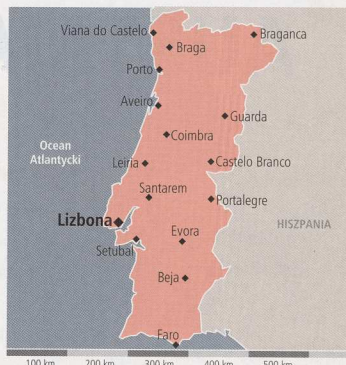 Viana do Castelo
Braganca
Braga
Porto
Aveiro
Guarda
Coimbra
Ocean
Atlantycki
Leiria
Castelo Branco
Santarem
Portalegre
Lizbona
HISZPANIA
Evora
Setubal
Beja
Faro
100 km 200 km 300 km 400 km 500 km